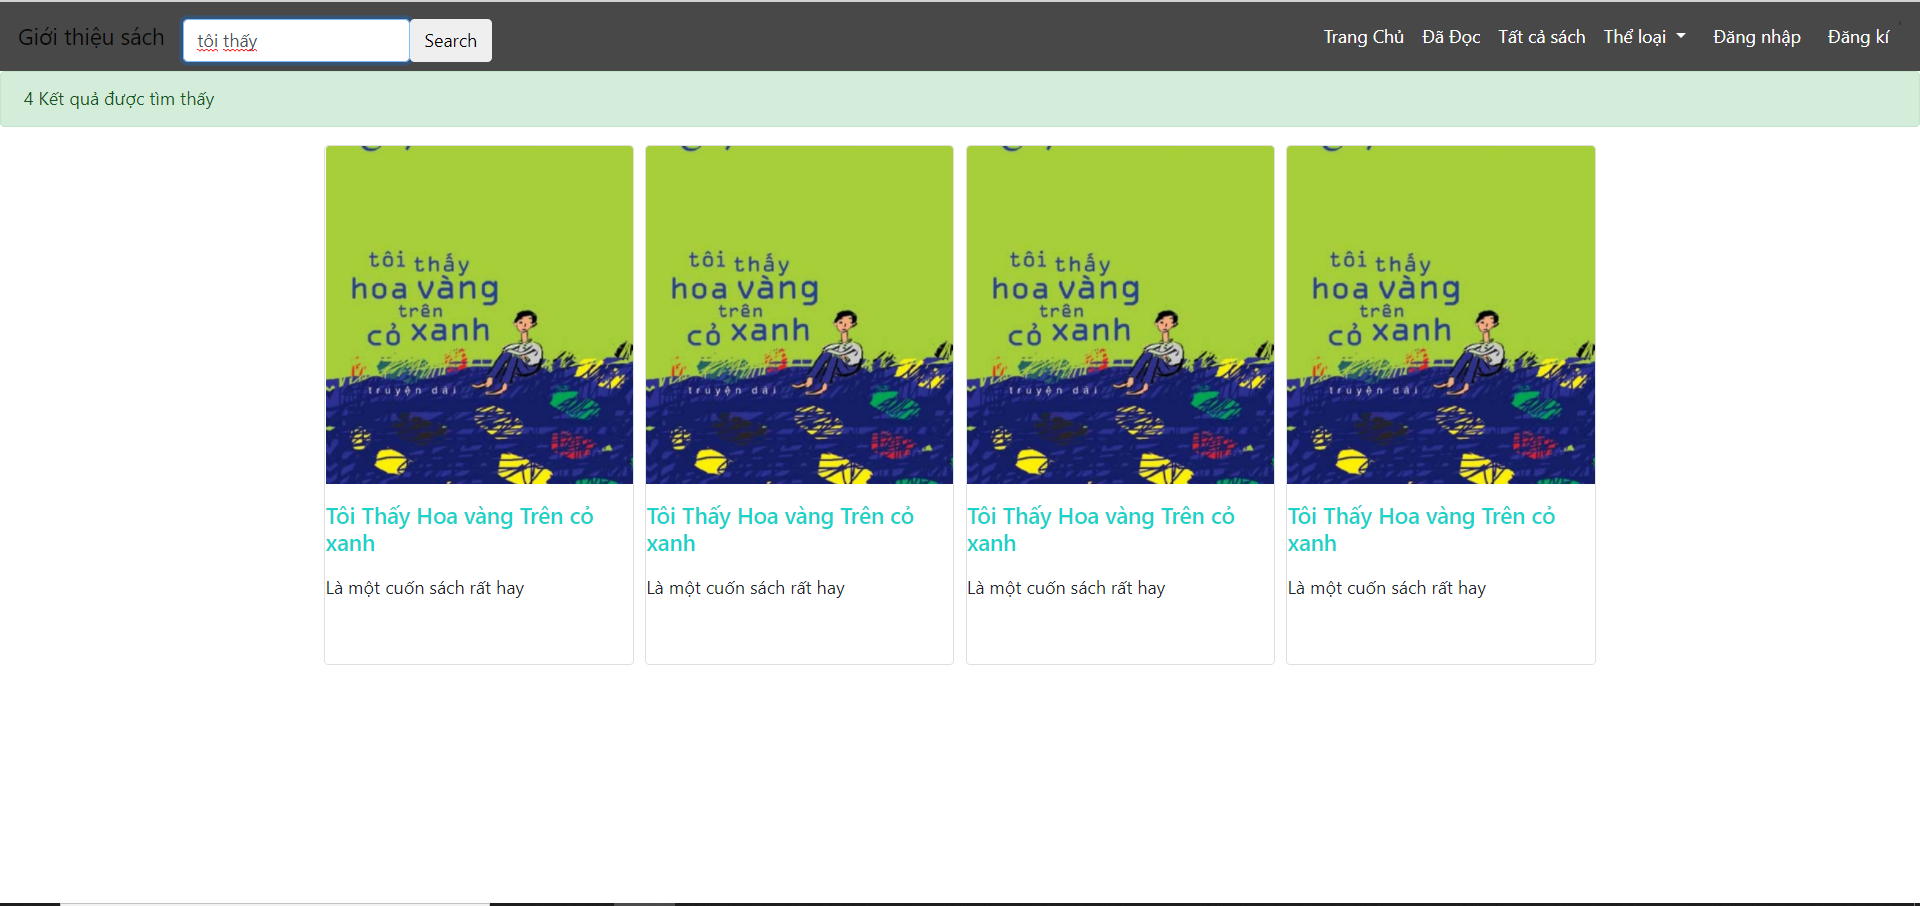 Giới thiệu sách
tôi thấy
Search
Trang Chủ
Đã Đọc
Tất cả sách
Thể loại
Đăng nhập
Đăng kí
4 Kết quả được tìm thấy
tôi thấy
hoa vàng
trên
cỏ xanh
truyện dài
Tôi Thấy Hoa vàng Trên cỏ
xanh
Là một cuốn sách rất hay
tôi thấy
hoa vàng
trên
cỏ xanh
truyện dài
Tôi Thấy Hoa vàng Trên cỏ
xanh
Là một cuốn sách rất hay
tôi thấy
hoa vàng
trên
cỏ xanh
truyện dài
Tôi Thấy Hoa vàng Trên cỏ
xanh
Là một cuốn sách rất hay
tôi thấy
hoa vàng
trên
cỏ xanh
truyện dài
Tôi Thấy Hoa vàng Trên cỏ
xanh
Là một cuốn sách rất hay